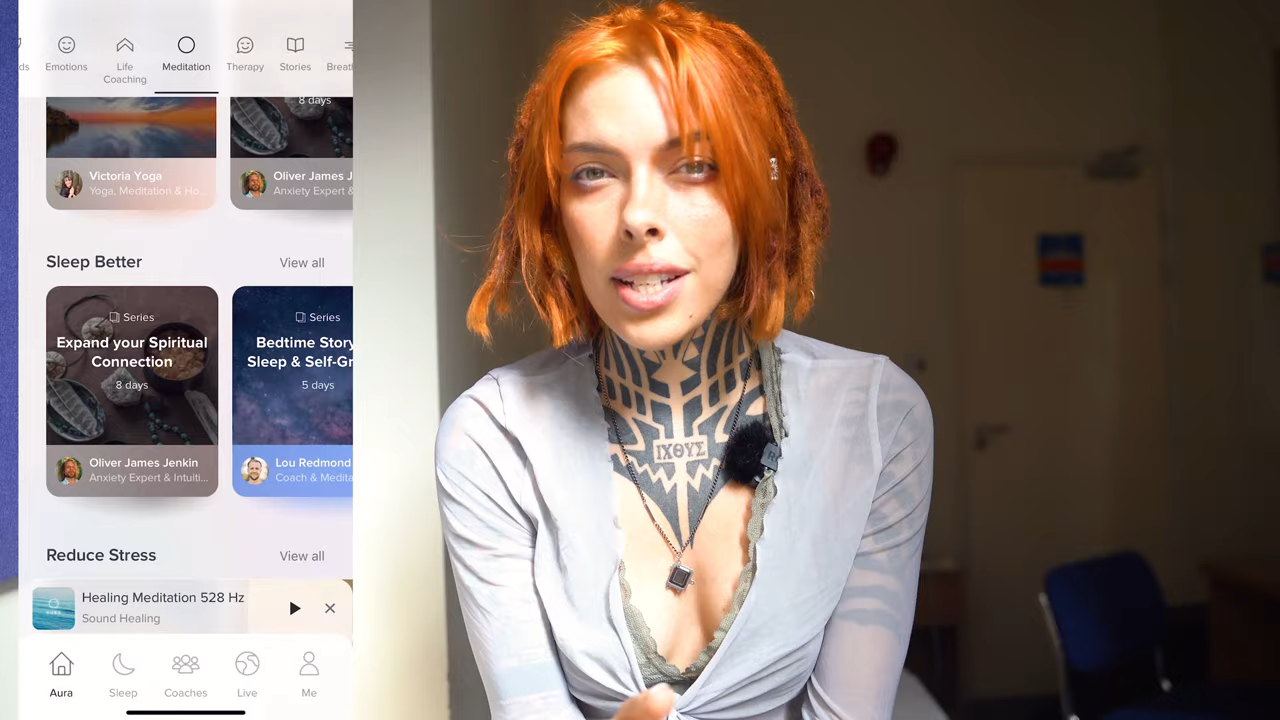 ds
Emotions
Life
Coaching
Meditation
Therapy
Stories
Breat
8 days
Victoria Yoga
Yoga, Meditation & Ho...
Oliver James J
Anxiety Expert &
Sleep Better
View all
Series
Expand your Spiritual
Connection
8 days
Oliver James Jenkin
Anxiety Expert & Intuiti...
Series
Bedtime Story
Sleep & Self-Gr
5 days
Lou Redmond
Coach & Medita
Reduce Stress
View all
Healing Meditation 528 Hz
Sound Healing
Aura
Sleep
Coaches
Live
Me
ΙΧΘΥΣ
R